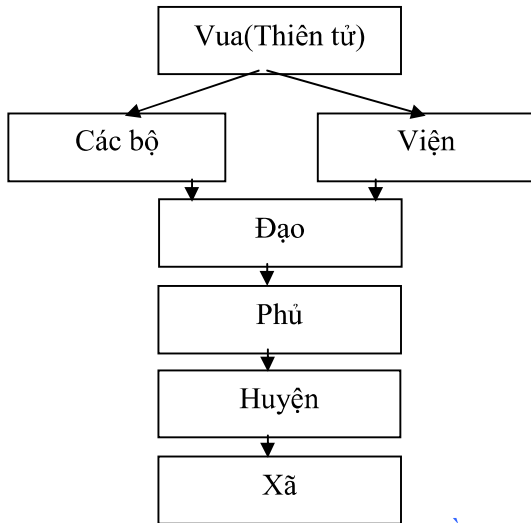 Vua(Thiên tử)
Các bộ
Viện
Đạo
Phủ
Huyện
Xã